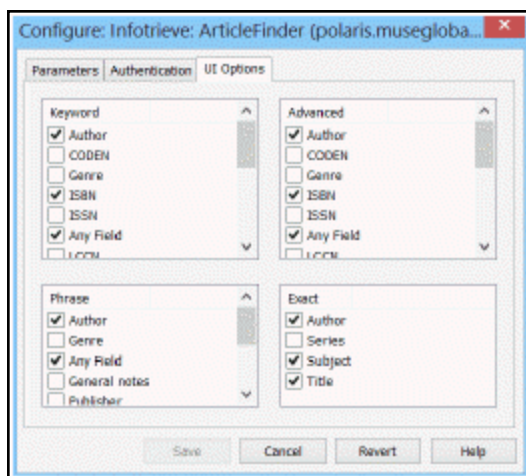 Configure: Infotrieve: ArticleFinder (polaris.musegloba...
Parameters Authentication UI Options
Keyword
Author
CODEN
Genre
ISBN
ISSN
Any Field
LCCN
Advanced
Author
CODEN
Genre
ISBN
ISSN
Any Field
LCCN
Phrase
Author
Genre
Any Field
General notes
Publisher
Exact
Author
Series
Subject
Title
Save Cancel Revert Help